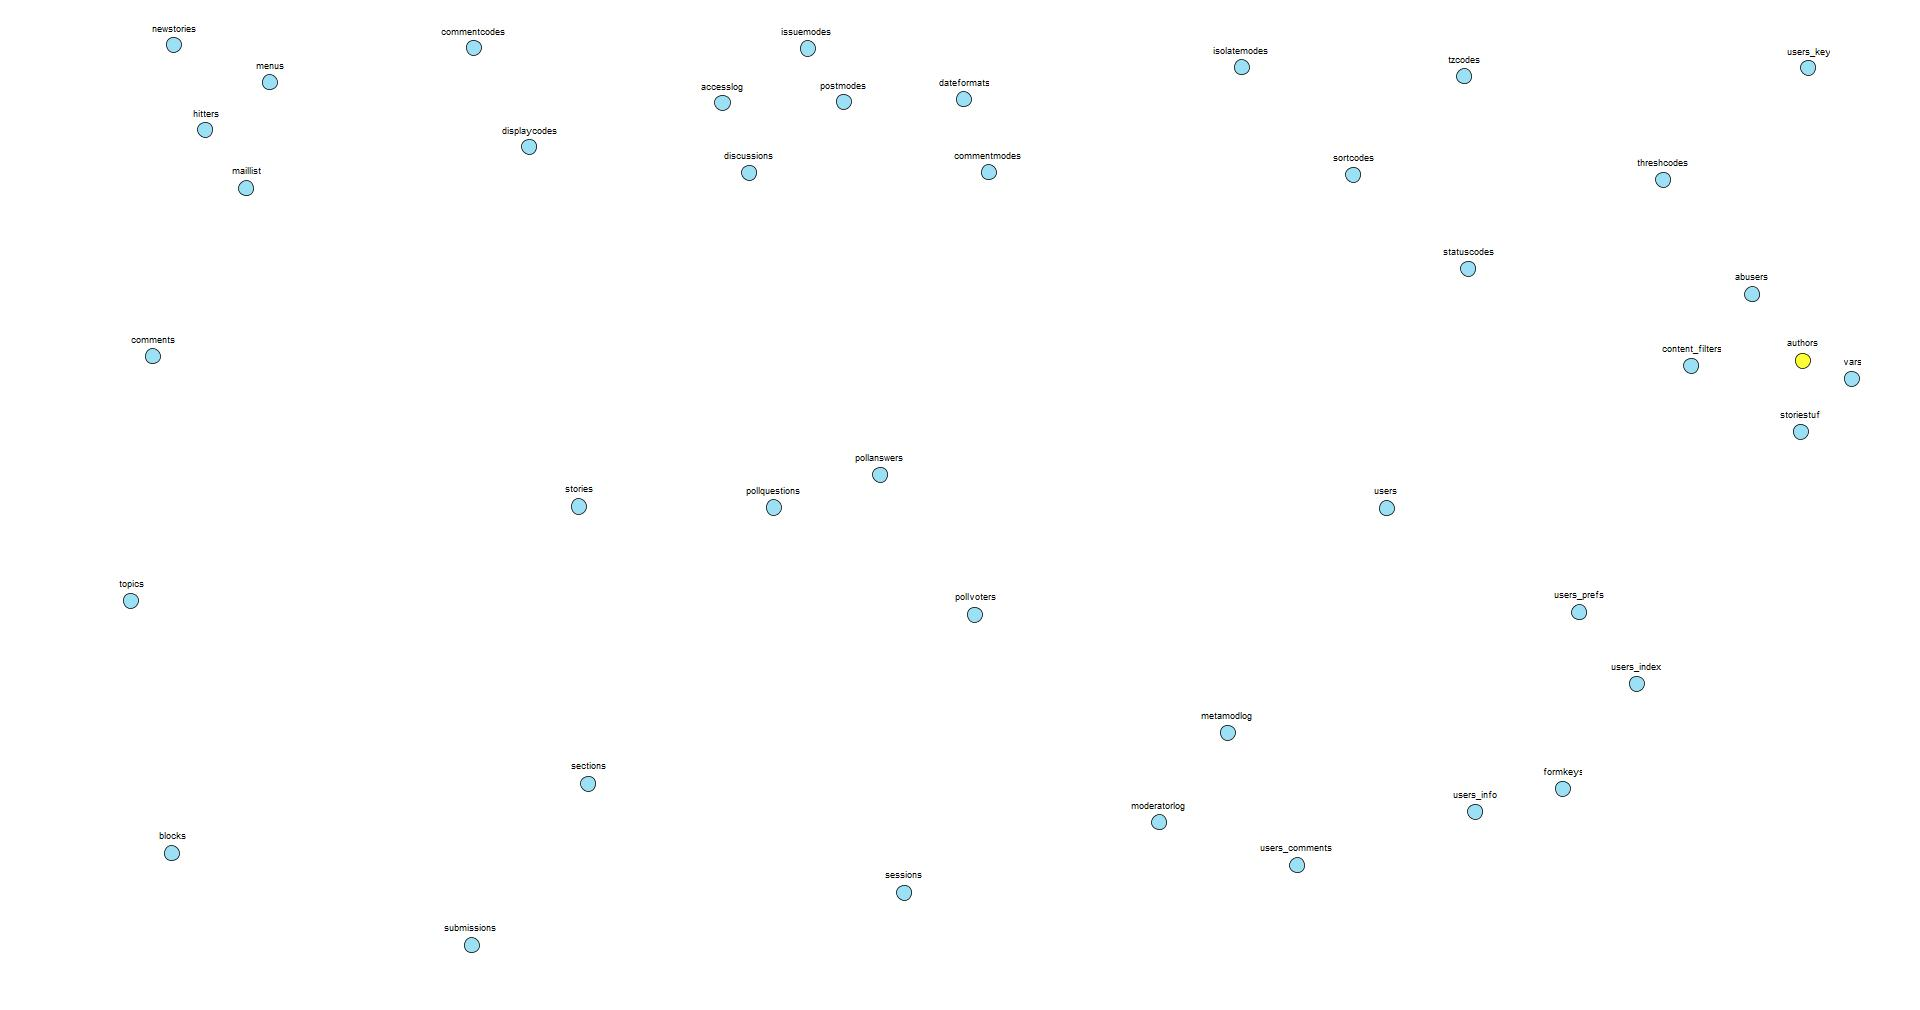 newstories
commentcodes
issuemodes
isolatemodes
users_key
tzcodes
menus
accesslog
postmodes
dateformats
hitters
displaycodes
discussions
commentmodes
sortcodes
threshcodes
maillist
statuscodes
abusers
comments
content_filters
authors
vars
storiestuf
pollanswers
stories
pollquestions
users
topics
pollvoters
users_prefs
users_index
metamodlog
sections
formkeys
users_info
moderatorlog
blocks
users_comments
sessions
submissions